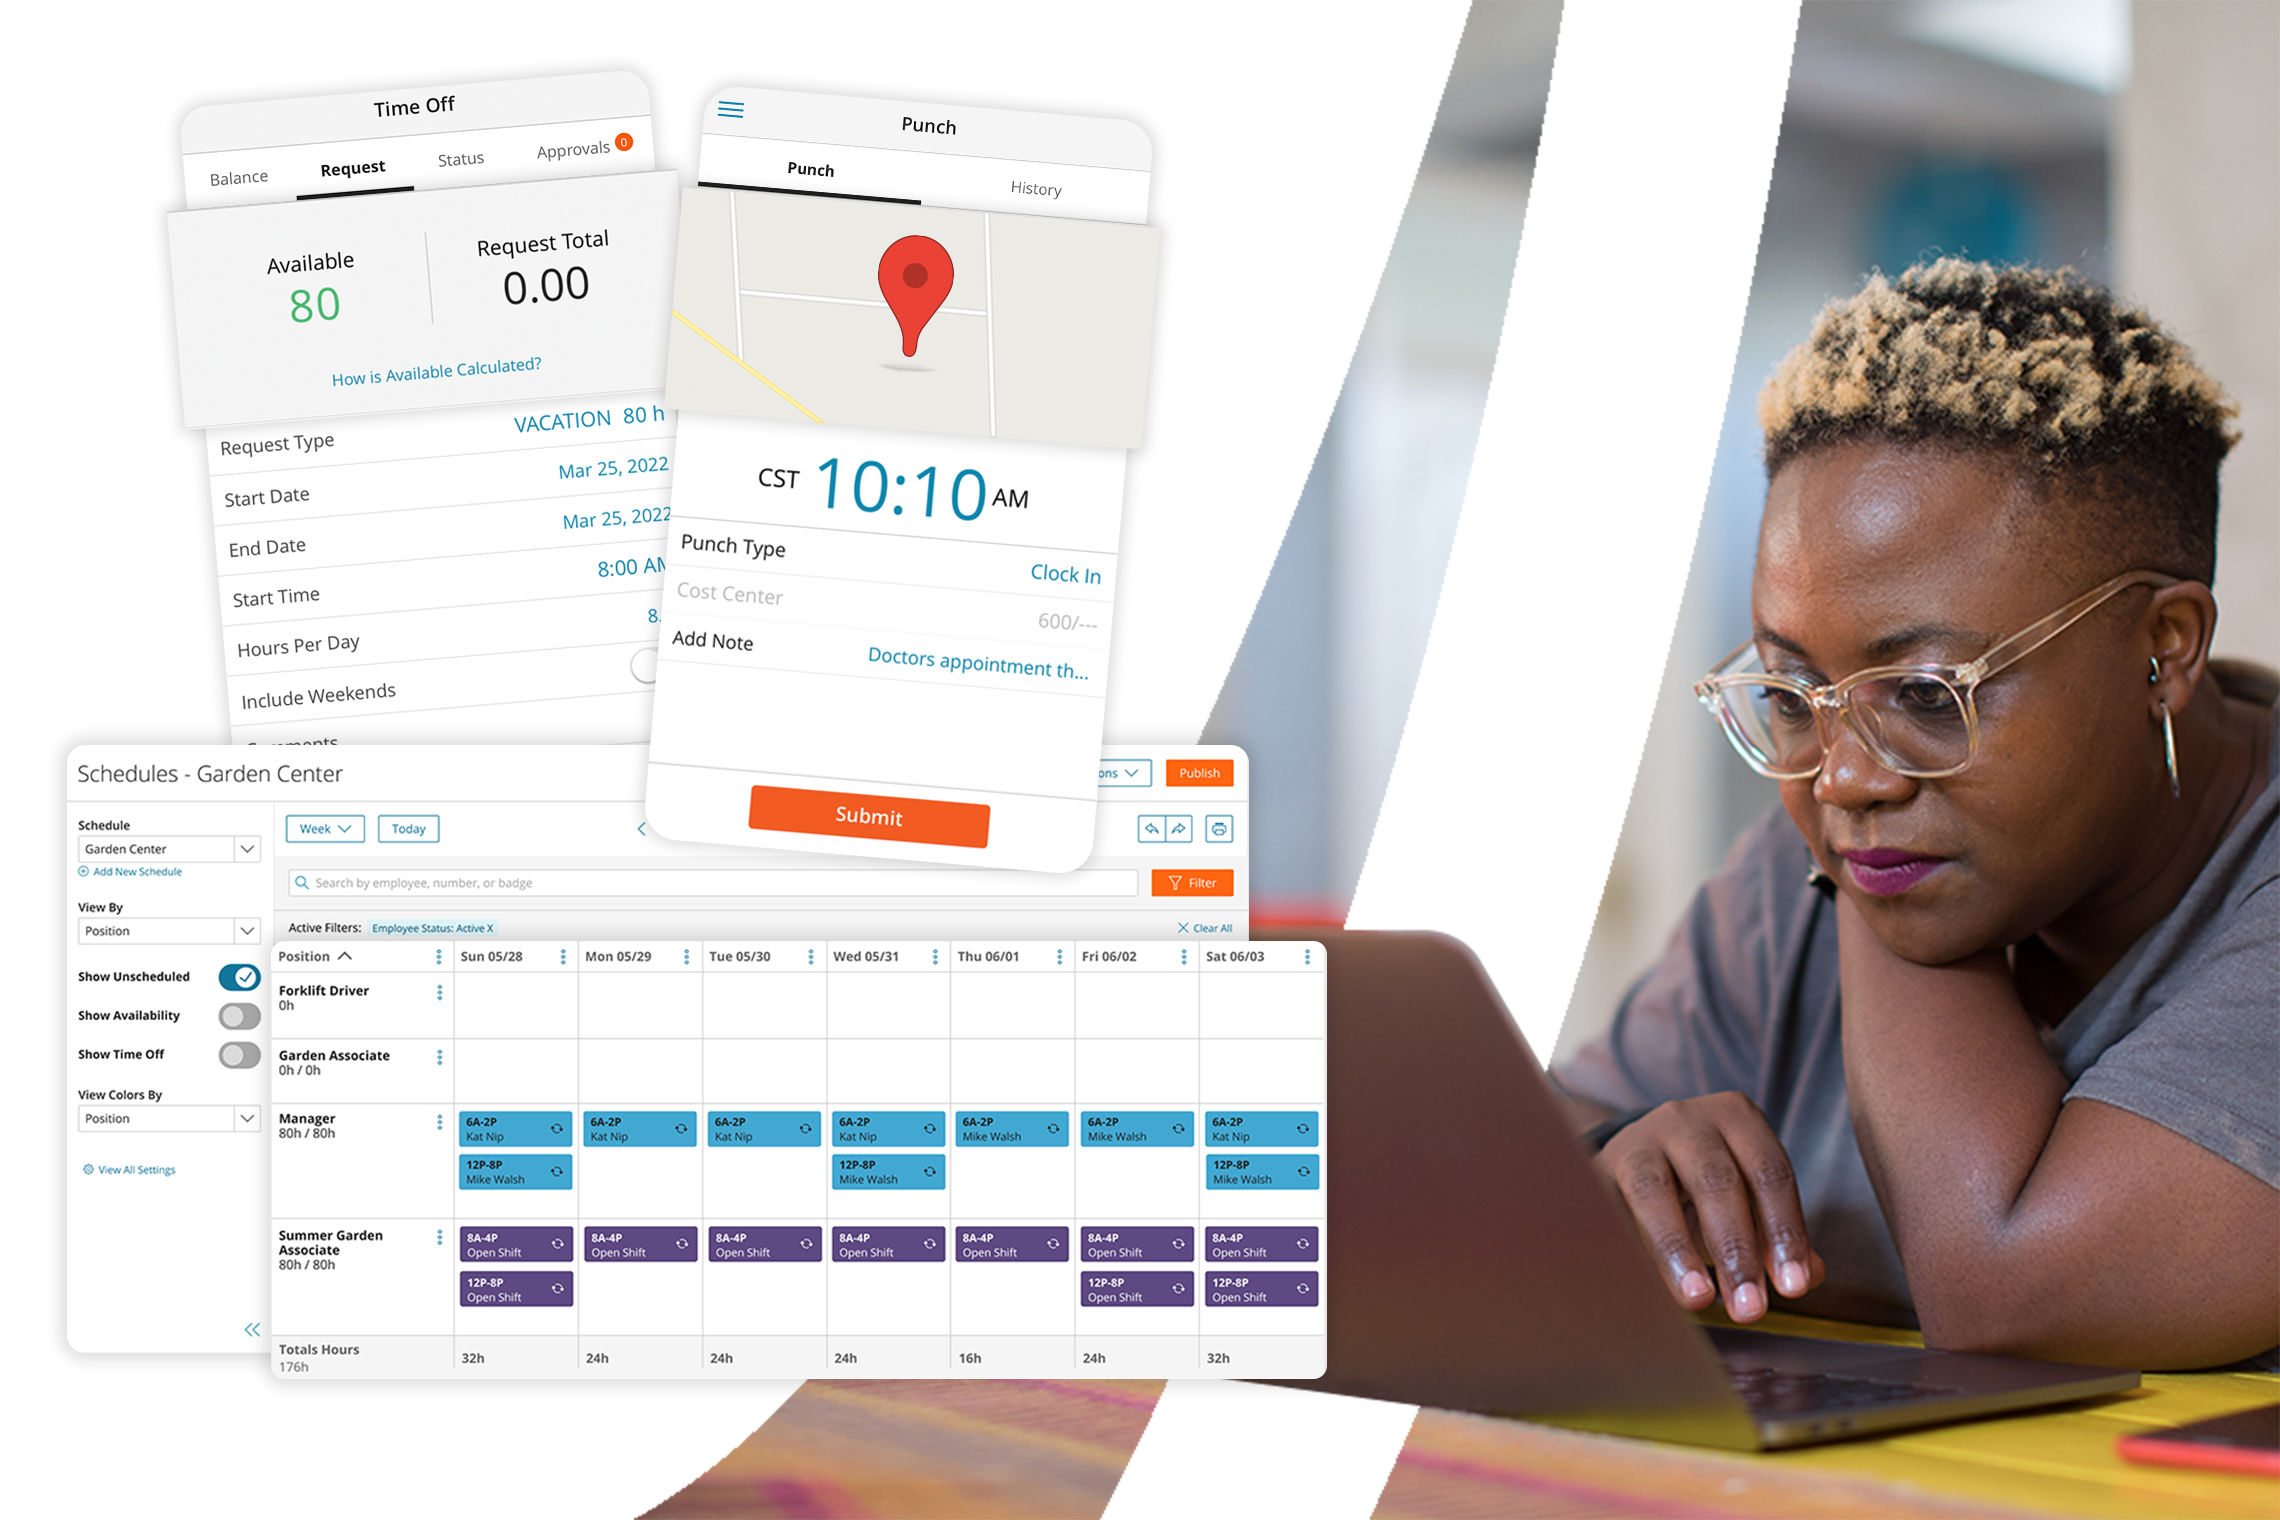 Time Off
Balance Request Status Approvals 0
Available
80
Request Total
0.00
How is Available Calculated?
Request Type VACATION 80 h
Start Date Mar 25, 2022
End Date Mar 25, 2022
Start Time 8:00 AM
Hours Per Day 8.
Include Weekends
Punch
Punch History
CST 10:10 AM
Punch Type Clock In
Cost Center 600/---
Add Note Doctors appointment th...
Submit
Schedules - Garden Center
ons
Publish
Schedule
Garden Center
Add New Schedule
View By
Position
Show Unscheduled
Show Availability
Show Time Off
View Colors By
Position
View All Settings
Week Today
Search by employee, number, or badge
Filter
Active Filters: Employee Status: Active X
Clear All
Position Sun 05/28 Mon 05/29 Tue 05/30 Wed 05/31 Thu 06/01 Fri 06/02 Sat 06/03
Forklift Driver
0h
Garden Associate
0h / 0h
Manager
80h / 80h
6A-2P 6A-2P 6A-2P 6A-2P 6A-2P 6A-2P 6A-2P
Kat Nip Kat Nip Kat Nip Kat Nip Mike Walsh Mike Walsh Kat Nip
12P-8P 12P-8P 12P-8P
Mike Walsh Mike Walsh Mike Walsh
Summer Garden
Associate
80h / 80h
8A-4P 8A-4P 8A-4P 8A-4P 8A-4P 8A-4P 8A-4P
Open Shift Open Shift Open Shift Open Shift Open Shift Open Shift Open Shift
12P-8P 12P-8P 12P-8P
Open Shift Open Shift Open Shift
Totals Hours
176h
32h 24h 24h 24h 16h 24h 32h